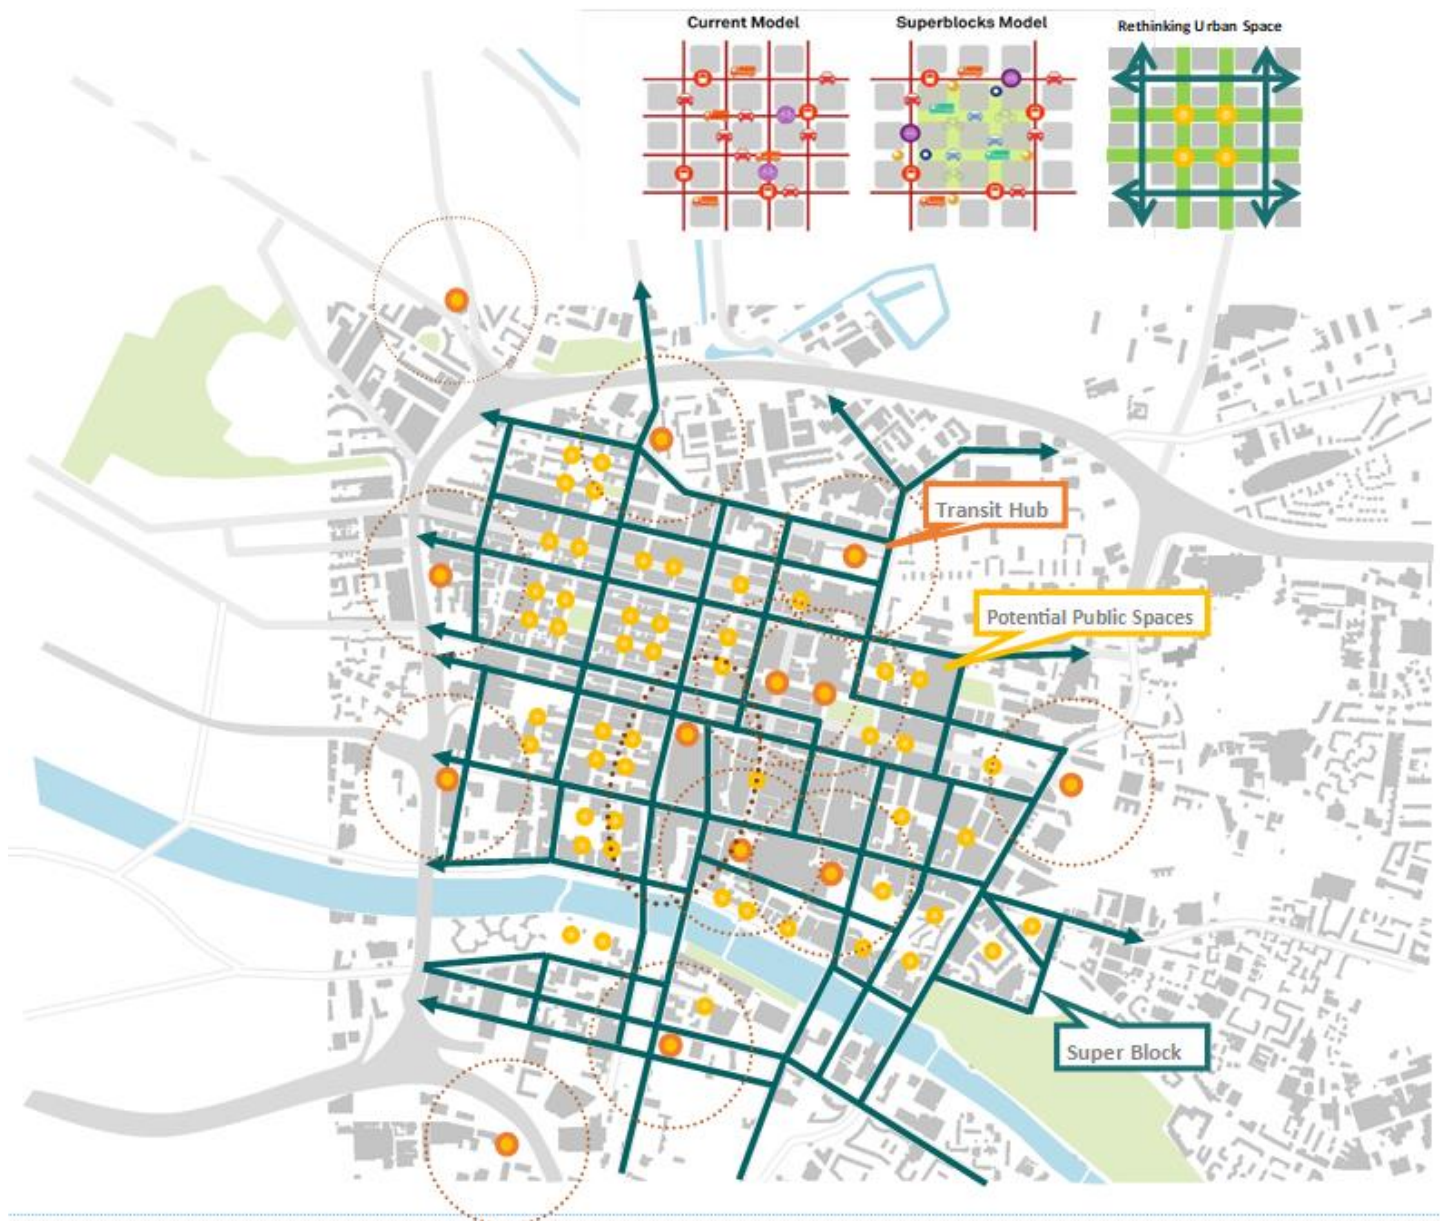 Current Model
Superblocks Model
Rethinking Urban Space
Transit Hub
Potential Public Spaces
Super Block